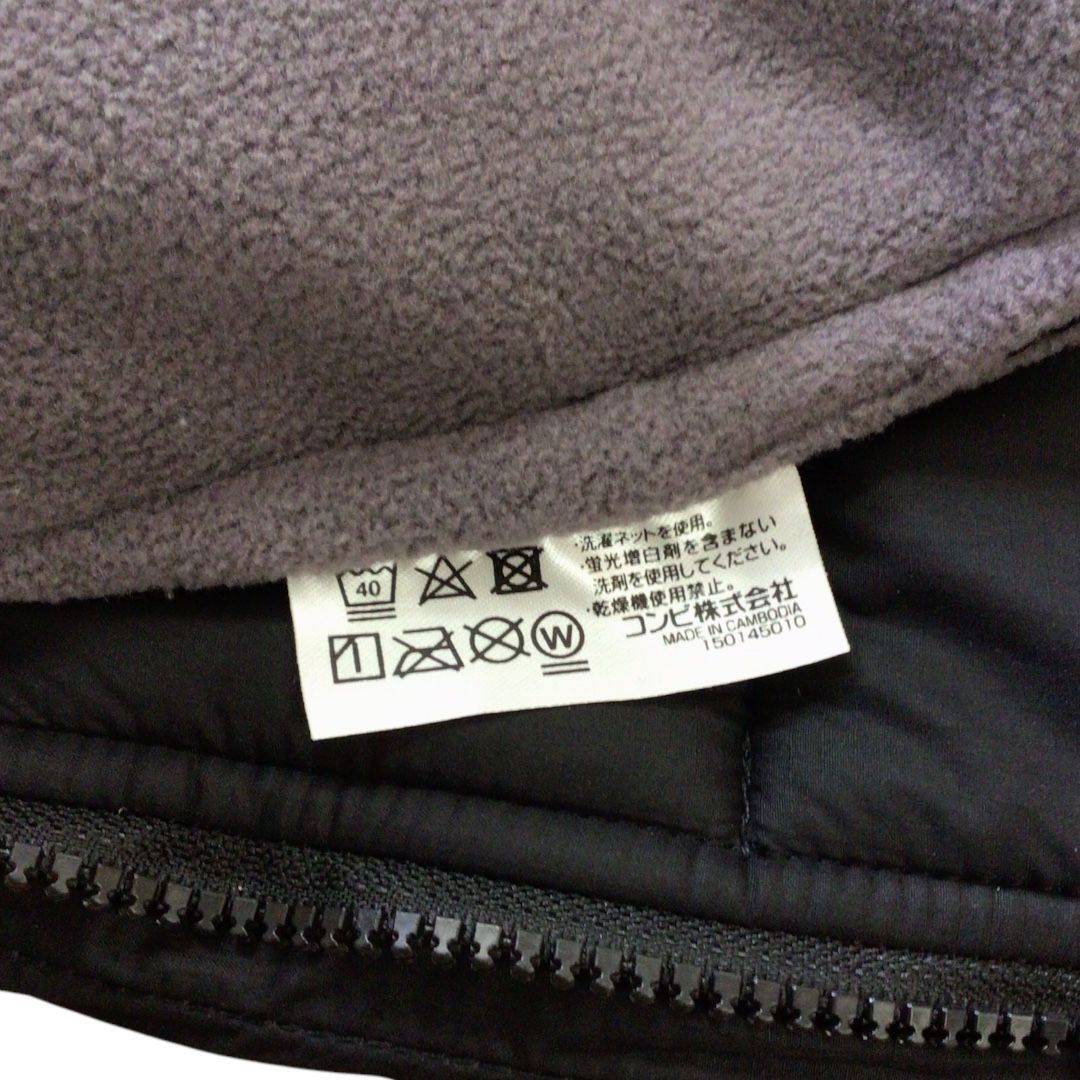 40
W
・洗濯ネットを使用。
・蛍光増白剤を含まない
洗剤を使用してください。
・乾燥機使用禁止。
コンビ株式会社
MADE IN CAMBODIA
150145010